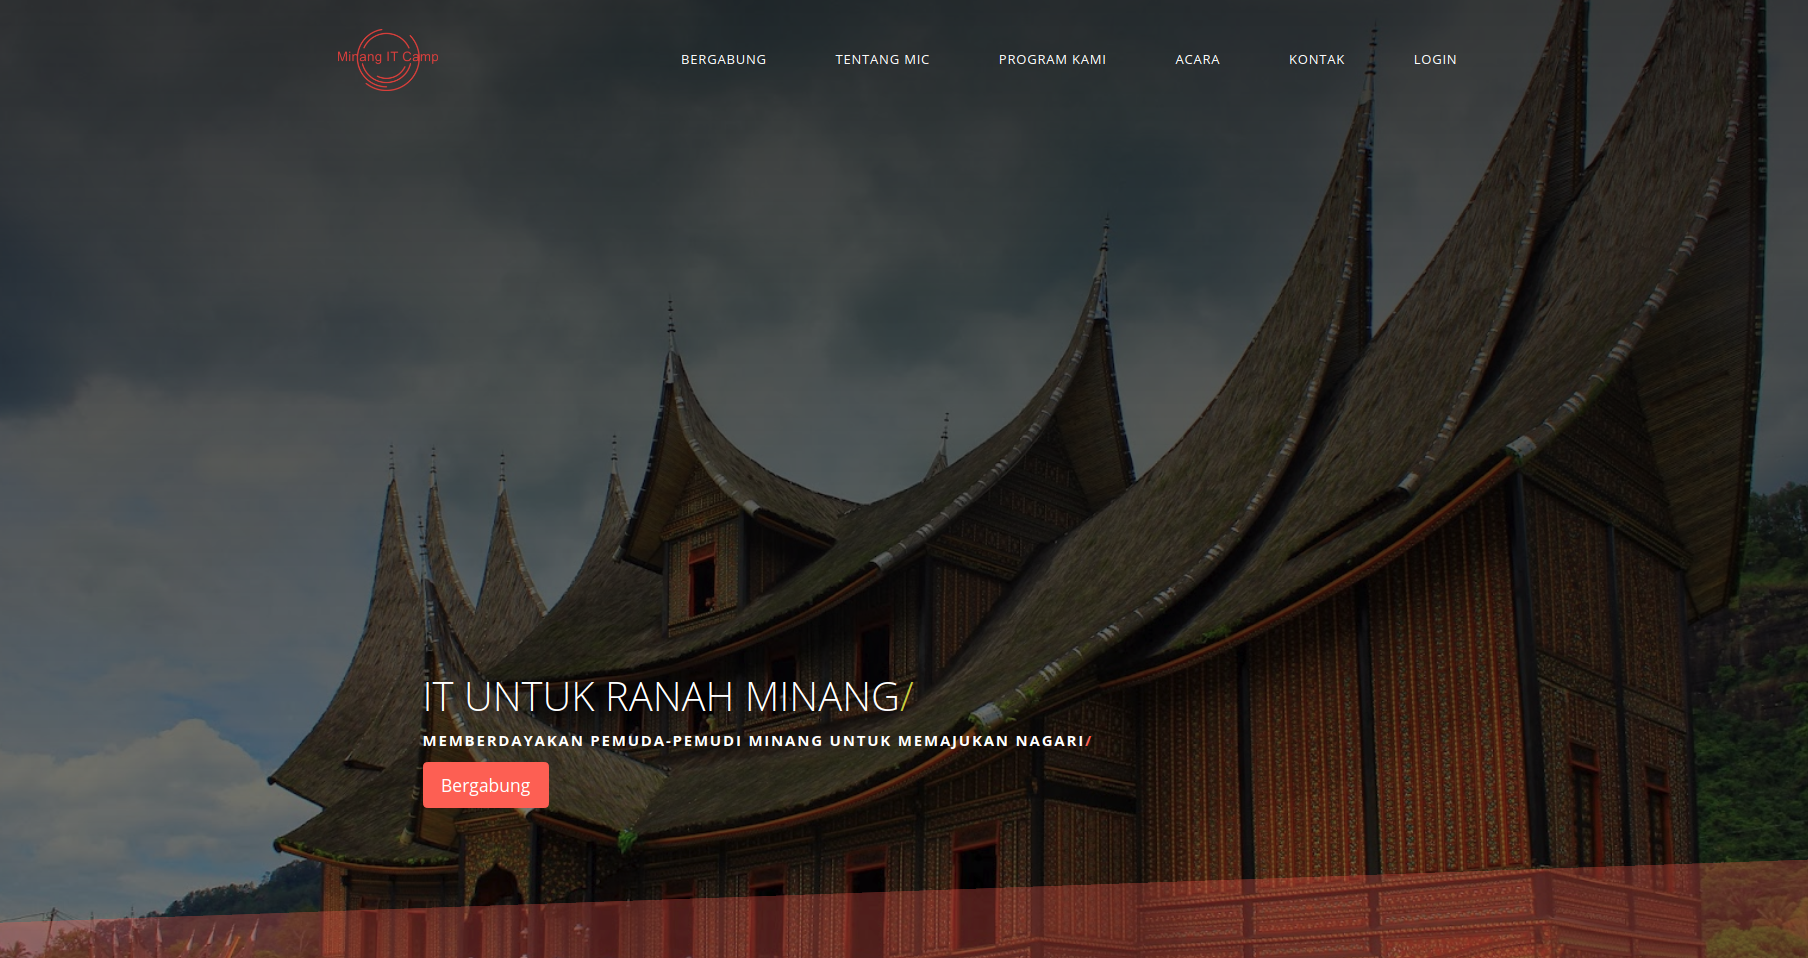 Minang IT Camp
BERGABUNG TENTANG MIC PROGRAM KAMI ACARA KONTAK LOGIN
IT UNTUK RANAH MINANG/
MEMBERDAYAKAN PEMUDA-PEMUDI MINANG UNTUK MEMAJUKAN NAGARI/
Bergabung